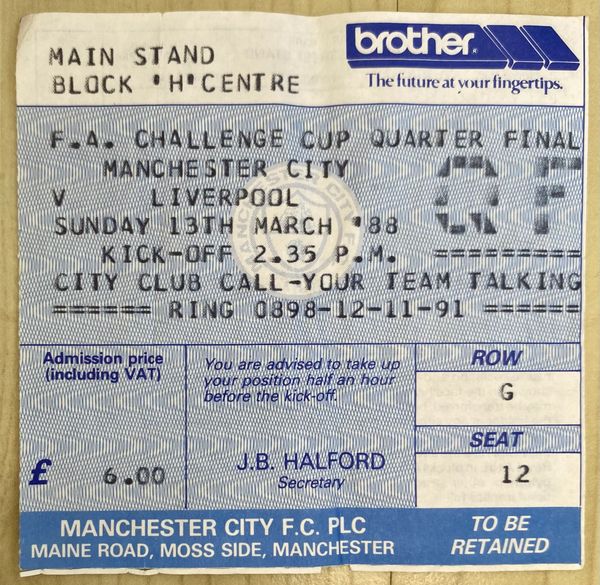 MAIN STAND
BLOCK 'H'CENTRE
brother
The future at your fingertips.
F.A. CHALLENGE CUP QUARTER FINAL
MANCHESTER CITY
V LIVERPOOL
QF
SUNDAY 13TH MARCH '88
KICK-OFF 2.35 P.M. =========
CITY CLUB CALL-YOUR TEAM TALKING
====== RING 0898-12-11-91 ======
MANCHESTER CITY F.C.
Admission price
(including VAT)
£ 6.00
You are advised to take up
your position half an hour
before the kick-off.
J.B. HALFORD
Secretary
ROW
G
SEAT
12
MANCHESTER CITY F.C. PLC
MAINE ROAD, MOSS SIDE, MANCHESTER
TO BE
RETAINED